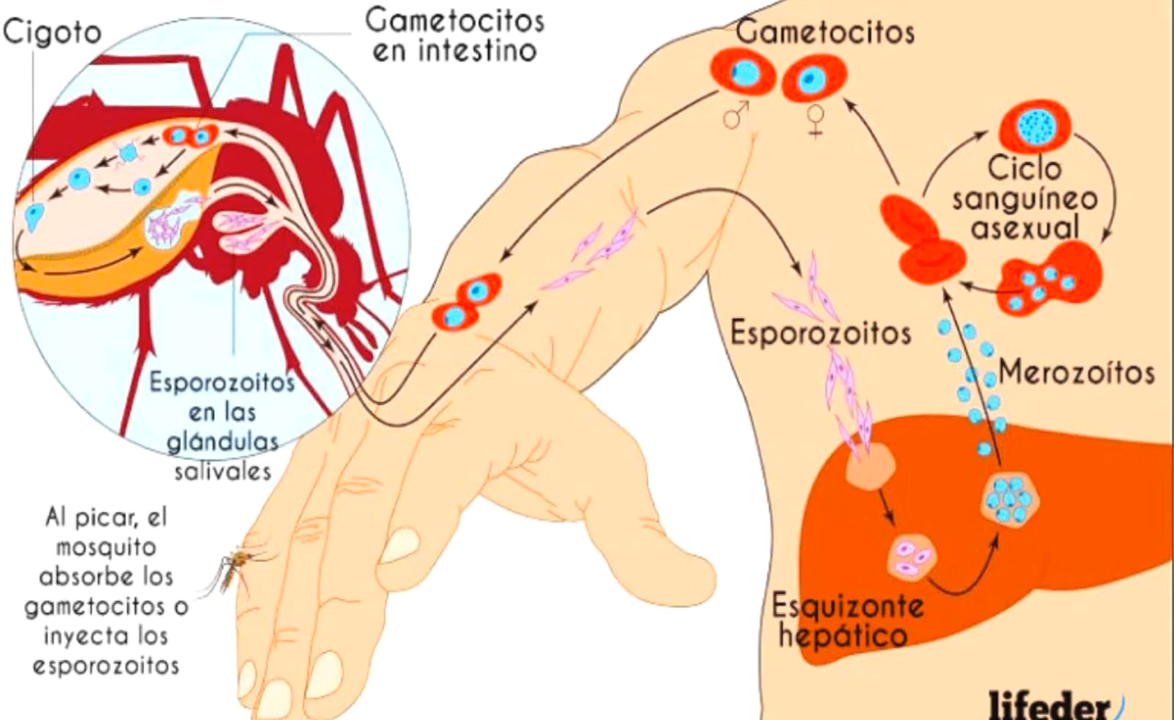 Cigoto
Gametocitos
en intestino
Gametocitos
♂
♀
Ciclo
sanguíneo
asexual
Esporozoitos
Merozoítos
Esporozoitos
en las
glándulas
salivales
Al picar, el
mosquito
absorbe los
gametocitos o
inyecta los
esporozoitos
Esquizonte
hepático
lifeder